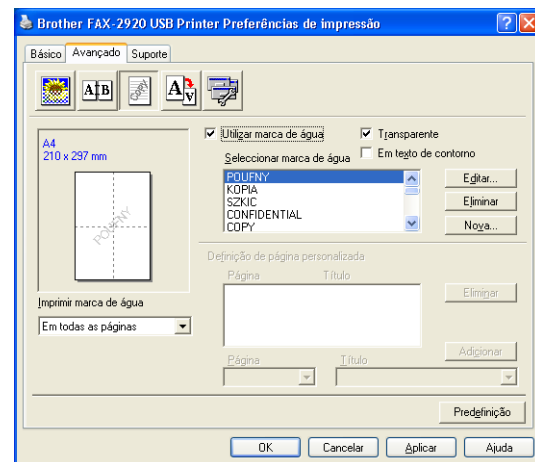 Brother FAX-2920 USB Printer Preferências de impressão
Básico Avançado Suporte
A4
210 x 297 mm
POUFNY
Imprimir marca de água
Em todas as páginas
Utilizar marca de água Transparente
Seleccionar marca de água Em texto de contorno
POUFNY
KOPIA
SZKIC
CONFIDENTIAL
COPY
Editar...
Eliminar
Nova...
Definição de página personalizada
Página Título
Eliminar
Adicionar
Página Título
Predefinição
OK Cancelar Aplicar Ajuda